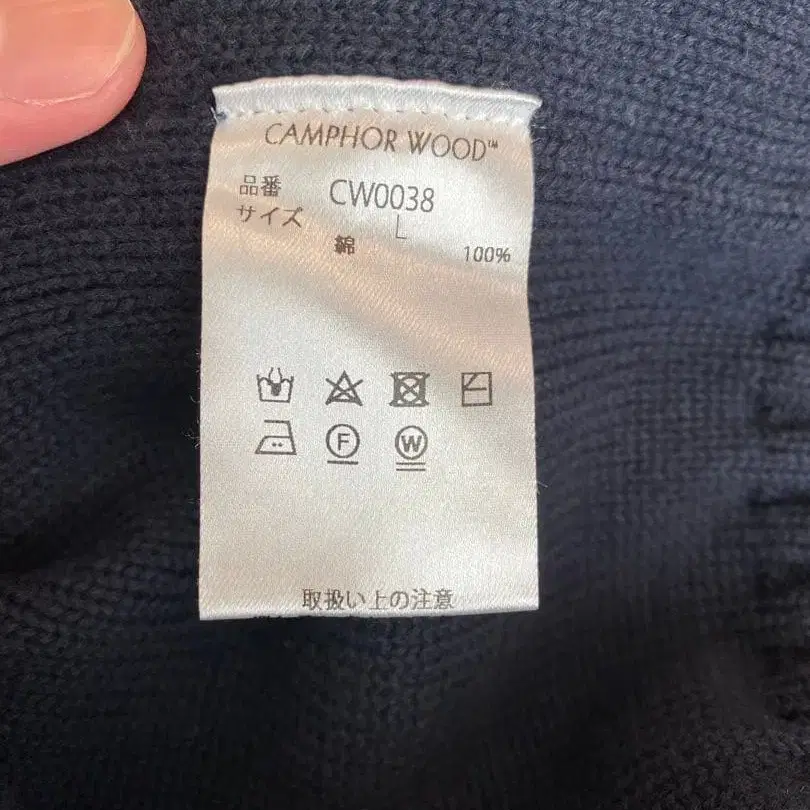 CAMPHOR WOOD™
品番 CW0038
サイズ L
綿 100%
F W
取扱い上の注意